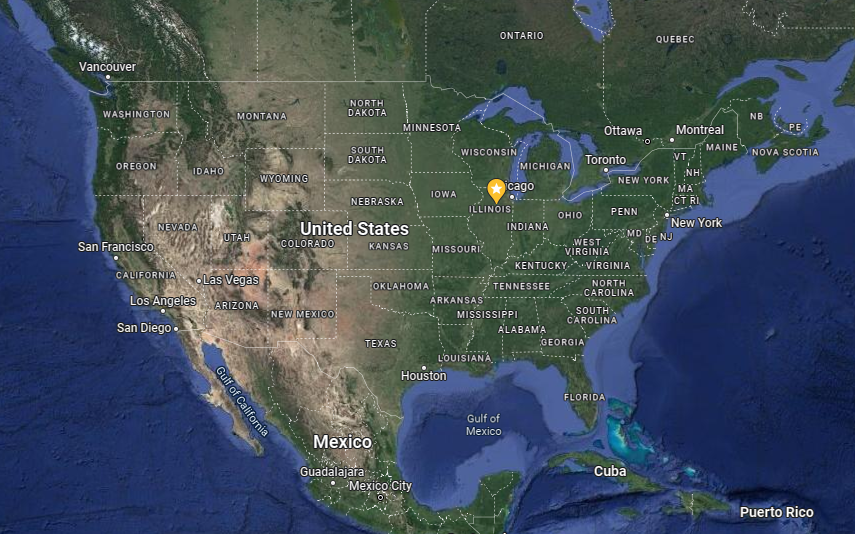 ONTARIO
QUEBEC
Vancouver
WASHINGTON
MONTANA
NORTH
DAKOTA
MINNESOTA
Ottawa
Montreal
NB
PE
MAINE
NOVA SCOTIA
OREGON
IDAHO
SOUTH
DAKOTA
WISCONSIN
MICHIGAN
Toronto
VT
NH
WYOMING
NEW YORK
MA
CT RI
NEBRASKA
IOWA
icago
ILLINOIS
INDIANA
OHIO
PENN
New York
NEVADA
UTAH
United States
COLORADO
KANSAS
MISSOURI
WEST
VIRGINIA
MD
DE
NJ
San Francisco
CALIFORNIA
Las Vegas
KENTUCKY
VIRGINIA
Los Angeles
ARIZONA
NEW MEXICO
OKLAHOMA
ARKANSAS
TENNESSEE
NORTH
CAROLINA
San Diego
MISSISSIPPI
ALABAMA
SOUTH
CAROLINA
TEXAS
LOUISIANA
GEORGIA
Houston
Gulf of California
FLORIDA
Gulf of
Mexico
Mexico
Guadalajara
Mexico City
Cuba
Puerto Rico